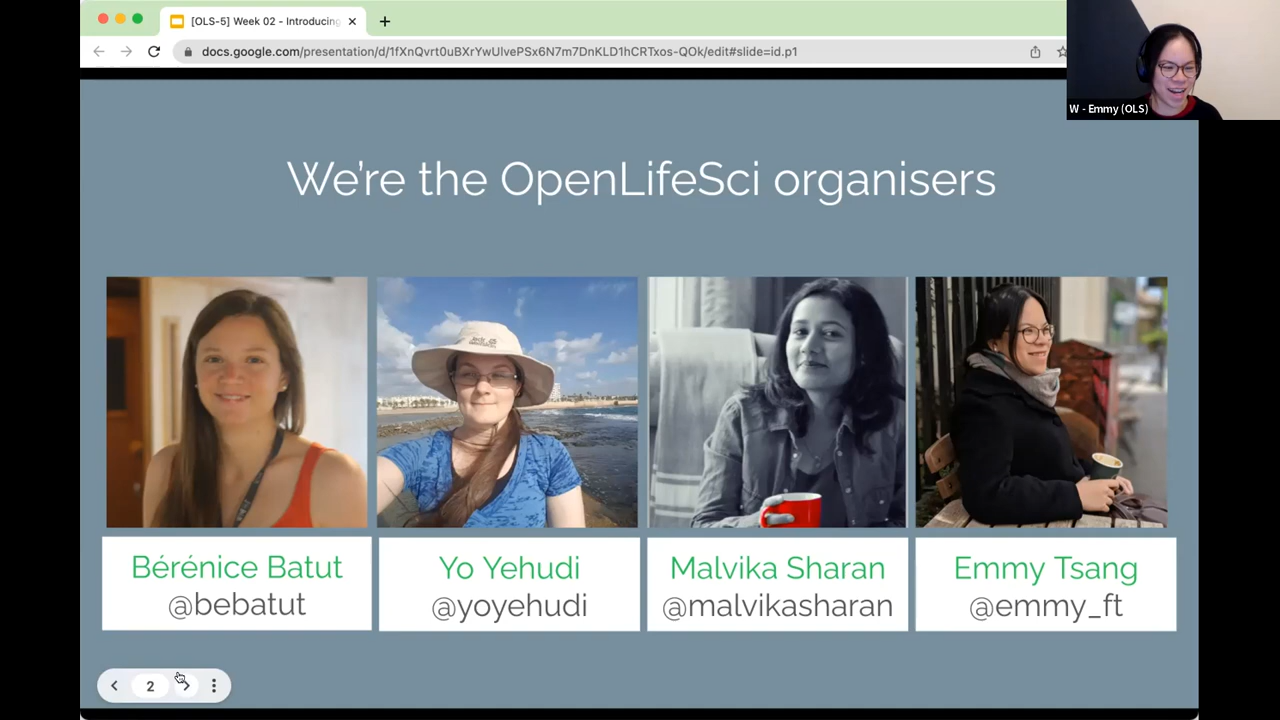 [OLS-5] Week 02 - Introducing
docs.google.com/presentation/d/1fXnQvrt0uBXrYwUlvePSx6N7m7DnKLD1hCRTxos-QOk/edit#slide=id.p1
W - Emmy (OLS)
We're the OpenLifeSci organisers
Bérénice Batut
@bebatut
Yo Yehudi
@yoyehudi
Malvika Sharan
@malvikasharan
Emmy Tsang
@emmy_ft
2